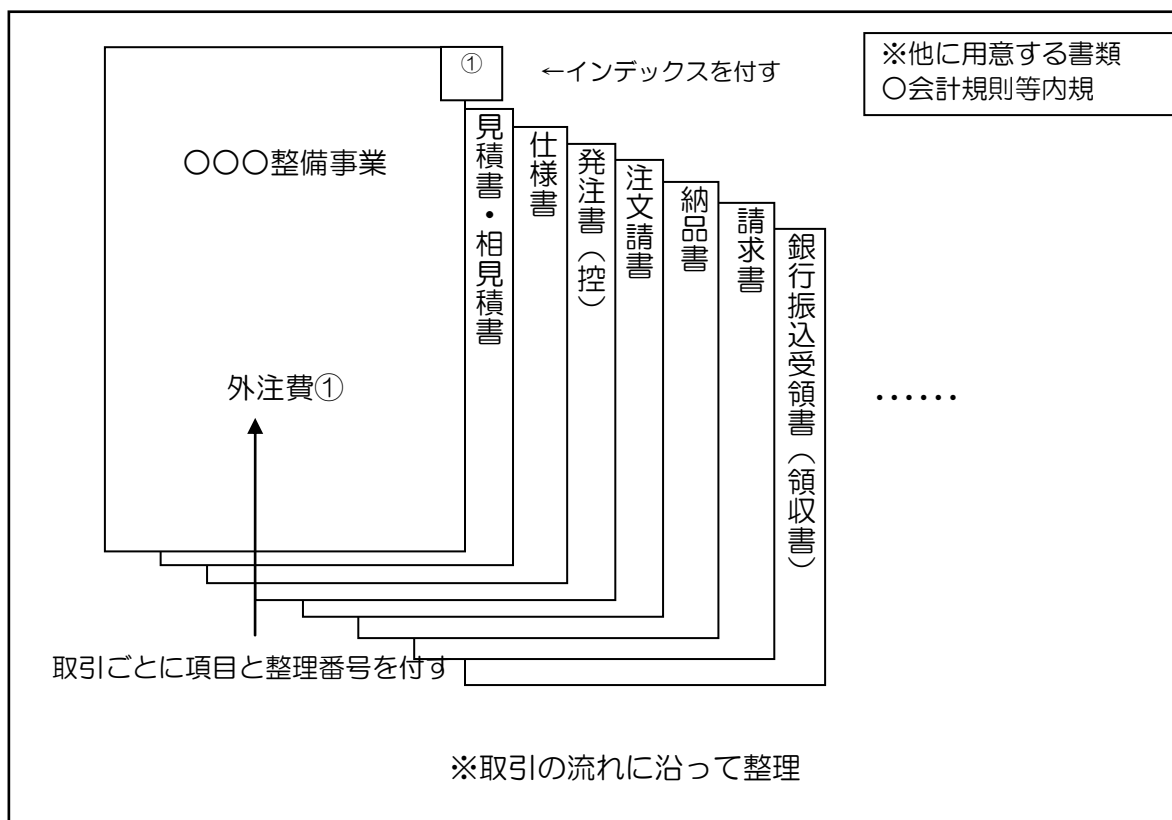 ①
←インデックスを付す
※他に用意する書類
〇会計規則等内規
〇〇〇整備事業
外注費①
見積書・相見積書
仕様書
発注書（控）
注文請書
納品書
請求書
銀行振込受領書（領収書）
……
取引ごとに項目と整理番号を付す
※取引の流れに沿って整理